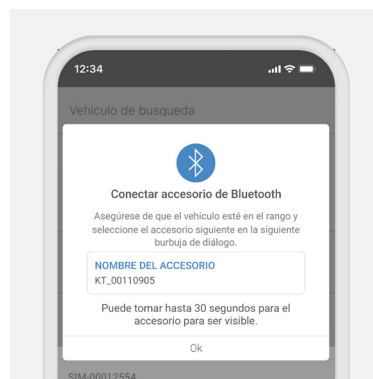 12:34
Vehiculo de busqueda
Conectar accesorio de Bluetooth
Asegúrese de que el vehículo esté en el rango y
seleccione el accesorio siguiente en la siguiente
burbuja de diálogo.
NOMBRE DEL ACCESORIO
KT_00110905
Puede tomar hasta 30 segundos para el
accesorio para ser visible.
Ok
SIM-00012554